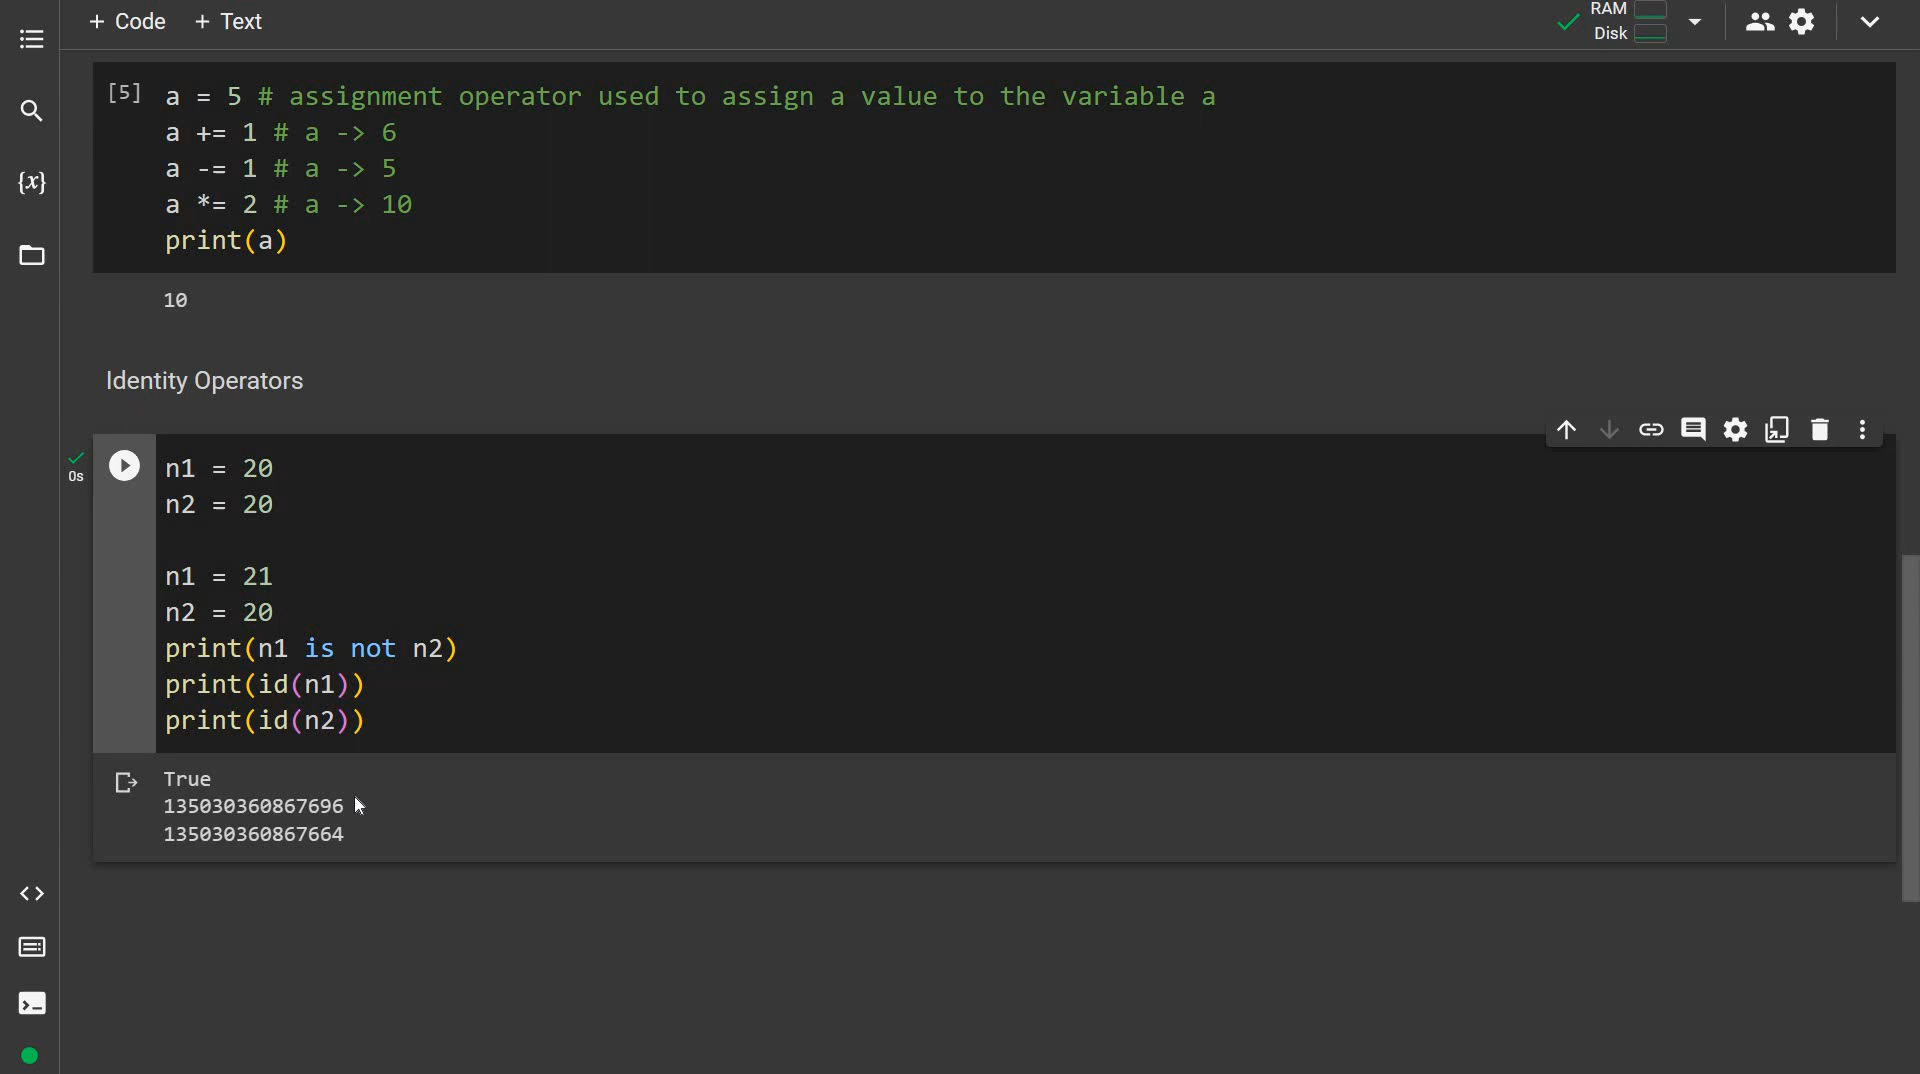 + Code + Text
RAM
Disk
{x}
[5] a = 5 # assignment operator used to assign a value to the variable a
a += 1 # a -> 6
a -= 1 # a -> 5
a *= 2 # a -> 10
print(a)
10
Identity Operators
0s
n1 = 20
n2 = 20
n1 = 21
n2 = 20
print(n1 is not n2)
print(id(n1))
print(id(n2))
True
135030360867696
135030360867664